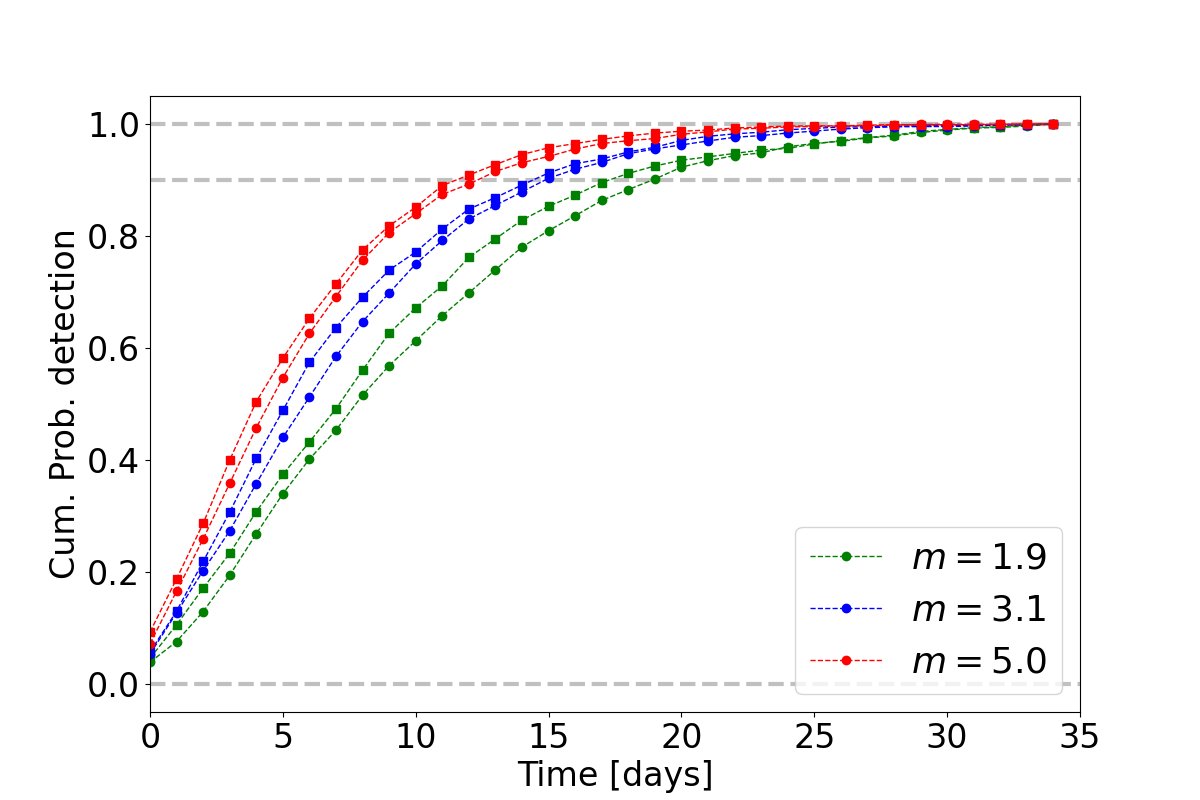 1.0
0.8
0.6
0.4
0.2
0.0
Cum. Prob. detection
m = 1.9
m = 3.1
m = 5.0
0 5 10 15 20 25 30 35
Time [days]